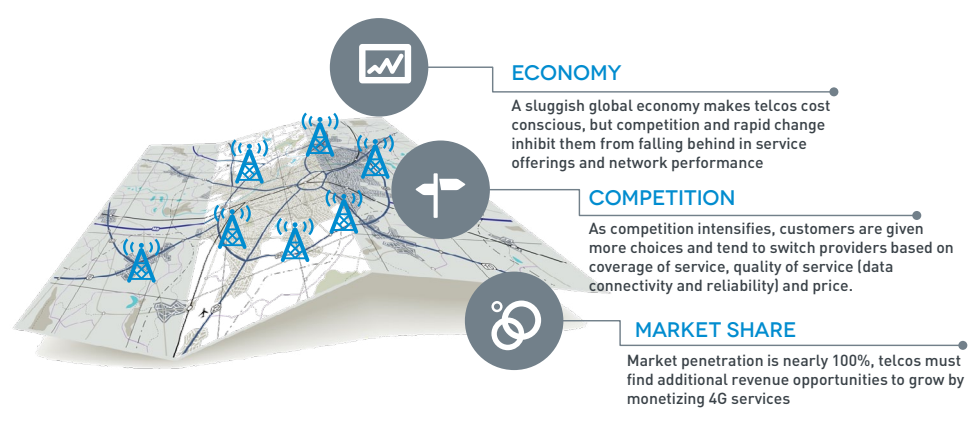 ECONOMY
A sluggish global economy makes telcos cost
conscious, but competition and rapid change
inhibit them from falling behind in service
offerings and network performance
COMPETITION
As competition intensifies, customers are given
more choices and tend to switch providers based on
coverage of service, quality of service (data
connectivity and reliability) and price.
MARKET SHARE
Market penetration is nearly 100%, telcos must
find additional revenue opportunities to grow by
monetizing 4G services